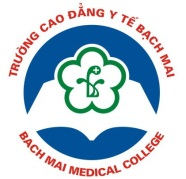 TRƯỜNG CAO ĐẲNG Y TẾ BẠCH MAI
BACH MAI MEDICAL COLLEGE